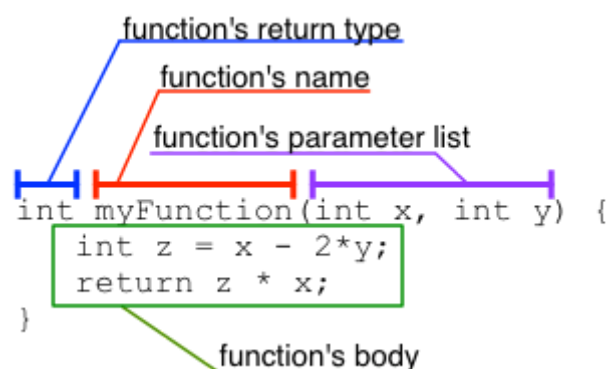 function's return type
function's name
function's parameter list
int myFunction(int x, int y) {
int z = x - 2*y;
return z * x;
}
function's body